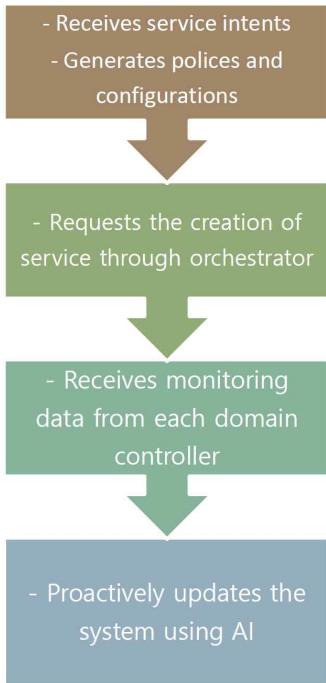 - Receives service intents
- Generates polices and
configurations
- Requests the creation of
service through orchestrator
- Receives monitoring
data from each domain
controller
- Proactively updates the
system using AI